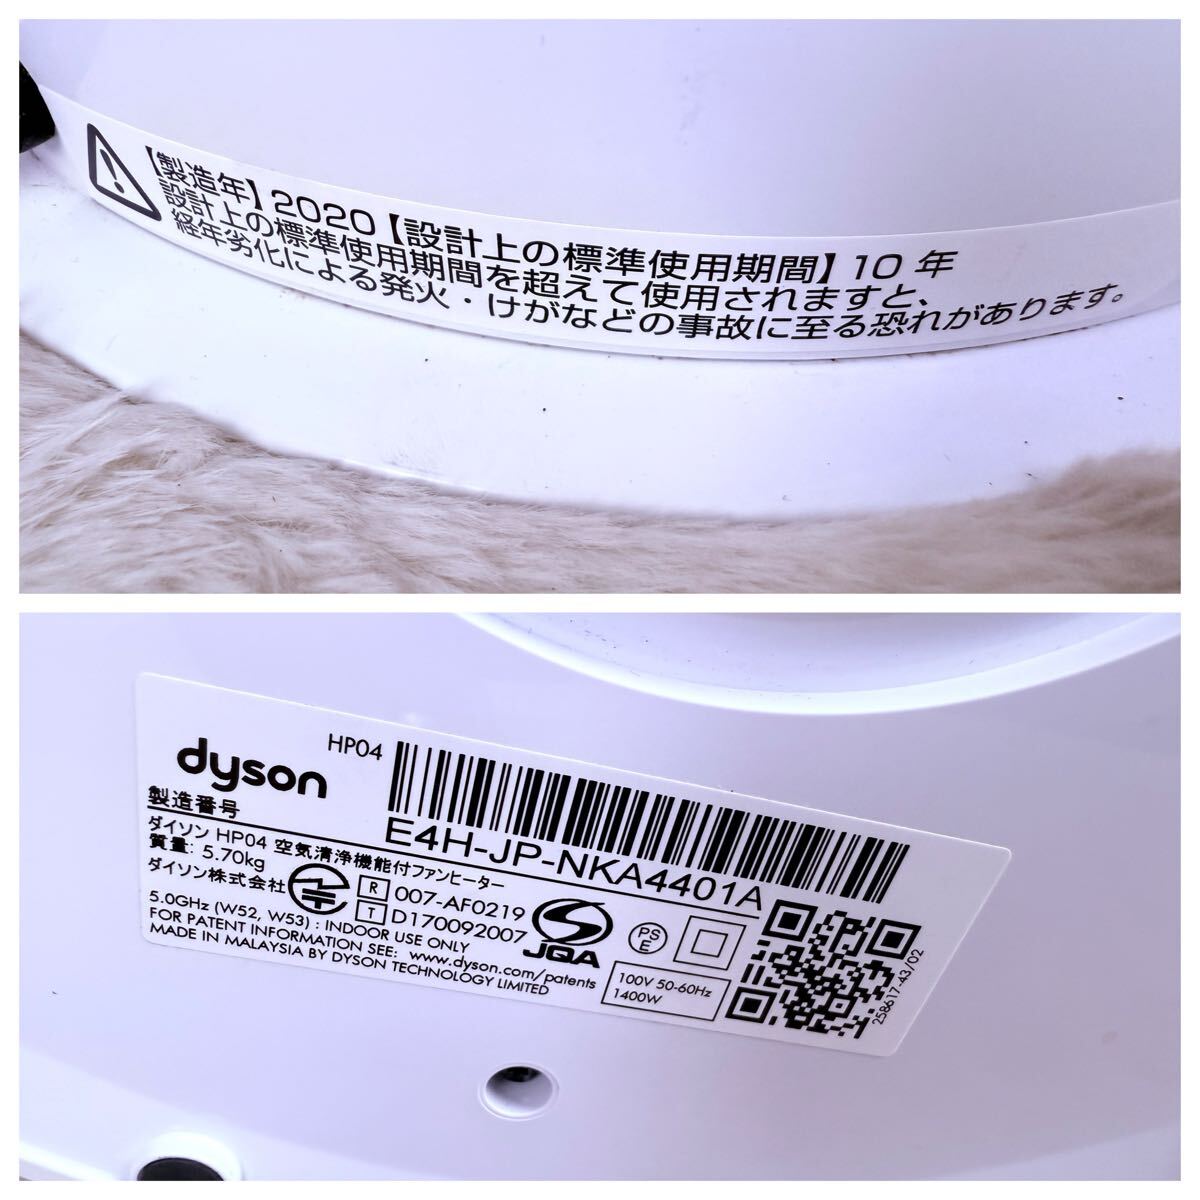 【製造年】2020【設計上の標準使用期間】10年
設計上の標準使用期間を超えて使用されますと、
経年劣化による発火・けがなどの事故に至る恐れがあります。
dyson
HP04
E4H-JP-NKA4401A
製造番号
ダイソン HP04 空気清浄機能付ファンヒーター
質量: 5.70kg
ダイソン株式会社
R 007-AF0219
T D170092007
JQA
PS
E
5.0GHz (W52, W53) : INDOOR USE ONLY
FOR PATENT INFORMATION SEE: www.dyson.com/patents
MADE IN MALAYSIA BY DYSON TECHNOLOGY LIMITED
100V 50-60Hz
1400W
258617-43/02